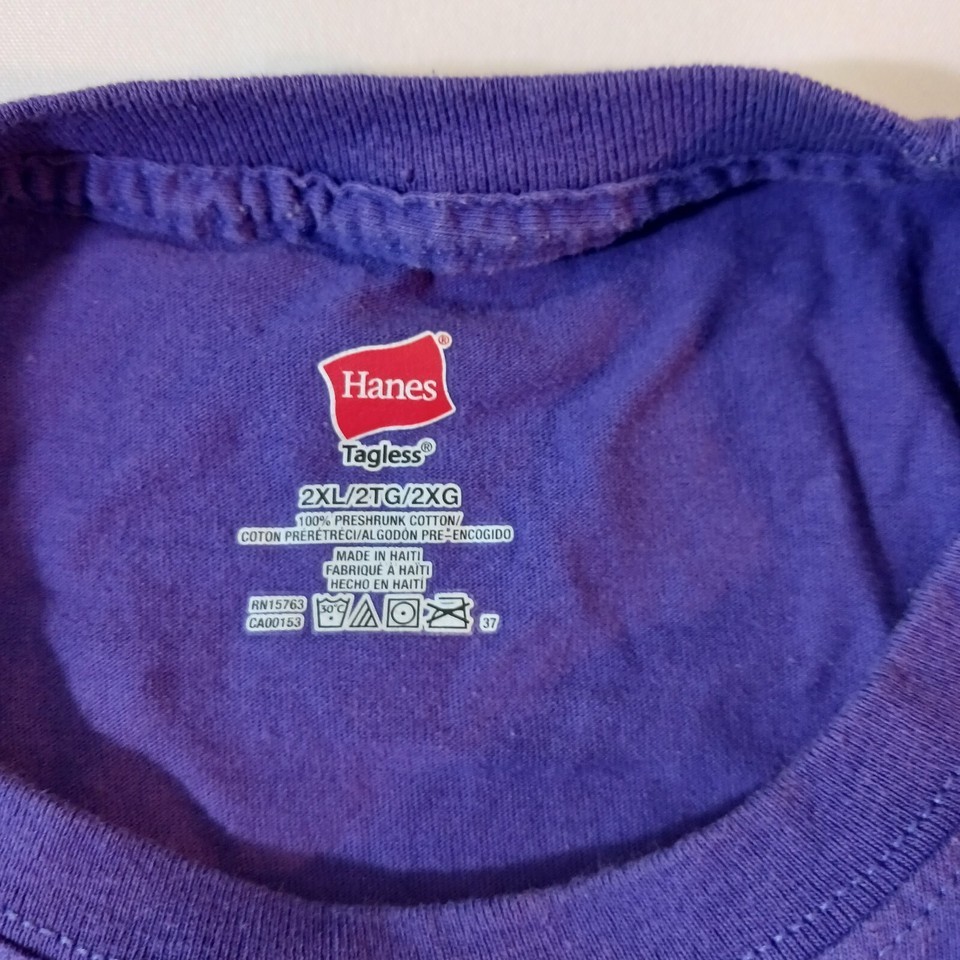 Hanes®
Tagless®
2XL/2TG/2XG
100% PRESHRUNK COTTON/
COTON PRÉRÉTRÉCI/ALGODÓN PRE-ENCOGIDO
MADE IN HAITI
FABRIQUÉ À HAÏTI
HECHO EN HAITÍ
RN15763
CA00153
30°C
37